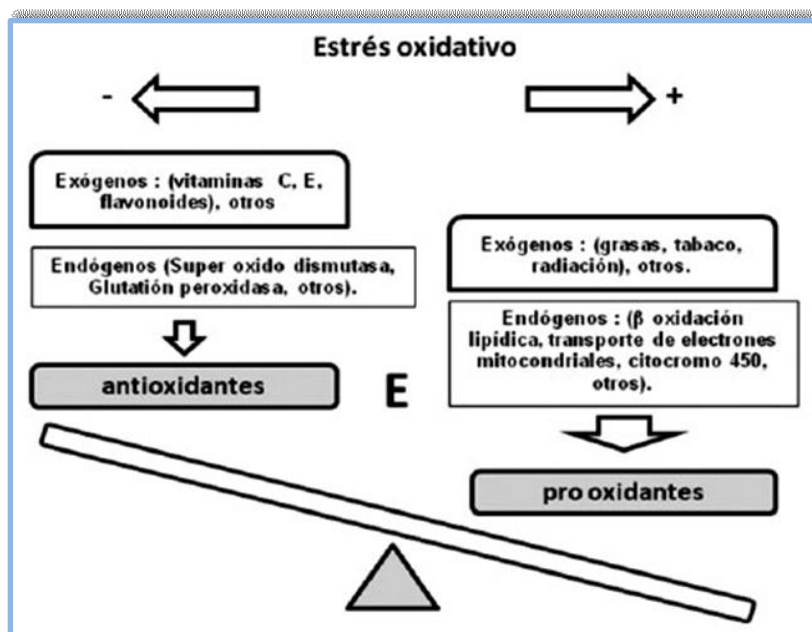 Estrés oxidativo
-
+
Exógenos : (vitaminas C, E,
flavonoides), otros
Endógenos (Super oxido dismutasa,
Glutatión peroxidasa, otros).
antioxidantes
E
Exógenos : (grasas, tabaco,
radiación), otros.
Endógenos : (β oxidación
lipídica, transporte de electrones
mitocondriales, citocromo 450,
otros).
pro oxidantes